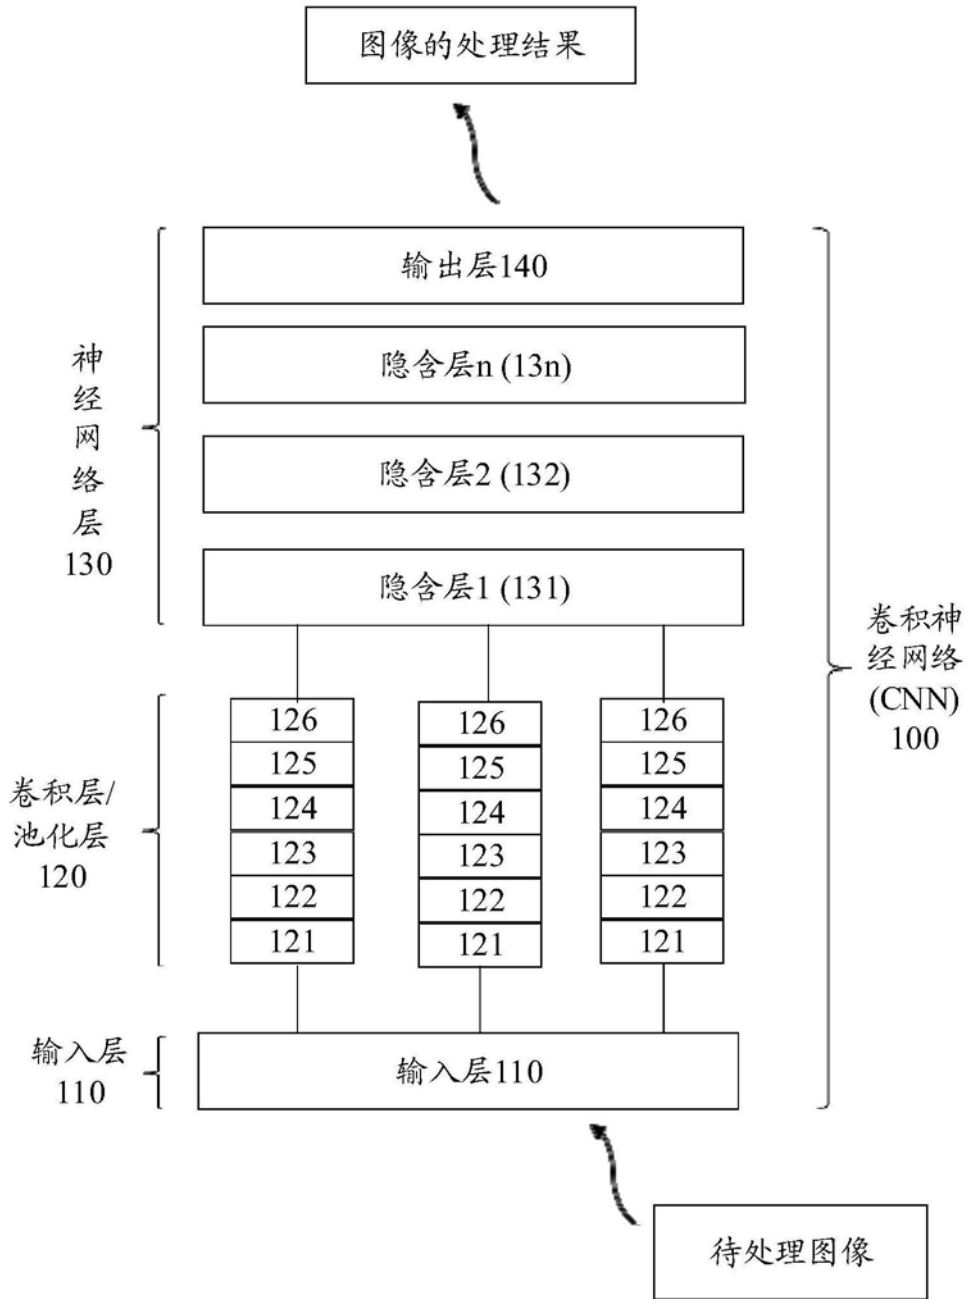 图像的处理结果
输出层140
隐含层n (13n)
隐含层2 (132)
隐含层1 (131)
神
经
网
络
层
130
126
125
124
123
122
121
126
125
124
123
122
121
126
125
124
123
122
121
卷积层/
池化层
120
卷积神
经网络
(CNN)
100
输入层
110
输入层110
待处理图像